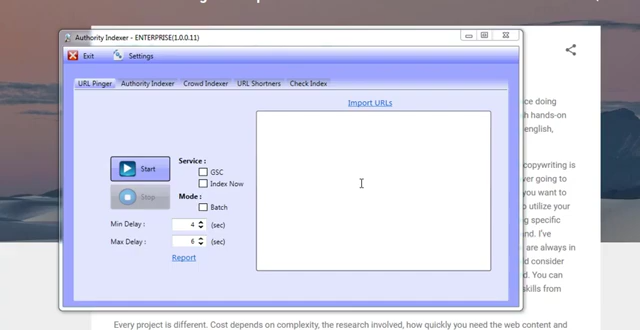 Authority Indexer - ENTERPRISE(1.0.0.11)
Exit
Settings
URL Pinger
Authority Indexer
Crowd Indexer
URL Shortners
Check Index
Import URLs
Start
Service :
GSC
Index Now
Stop
Mode :
Batch
Min Delay :
4
(sec)
Max Delay :
6
(sec)
Report
ce doing
h hands-on
english,
copywriting is
ver going to
you want to
o utilize your
ng specific
nd. I've
are always in
d consider
d. You can
skills from
Every project is different. Cost depends on complexity, the research involved, how quickly you need the web content and